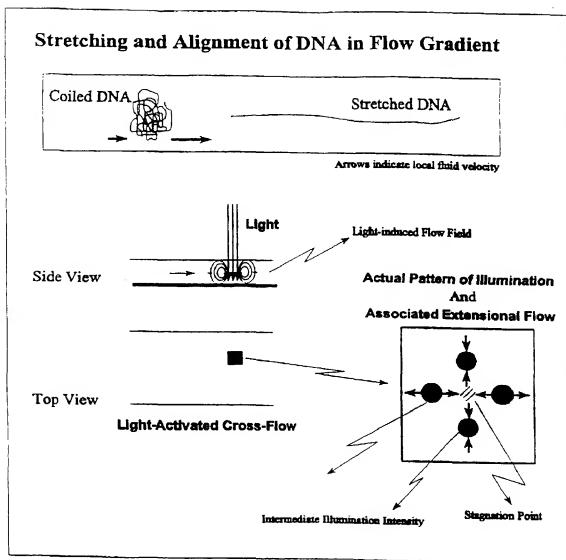 Stretching and Alignment of DNA in Flow Gradient
Coiled DNA
Stretched DNA
Arrows indicate local fluid velocity
Light
Light-induced Flow Field
Side View
Actual Pattern of Illumination
And
Associated Extensional Flow
Top View
Light-Activated Cross-Flow
Intermediate Illumination Intensity
Stagnation Point